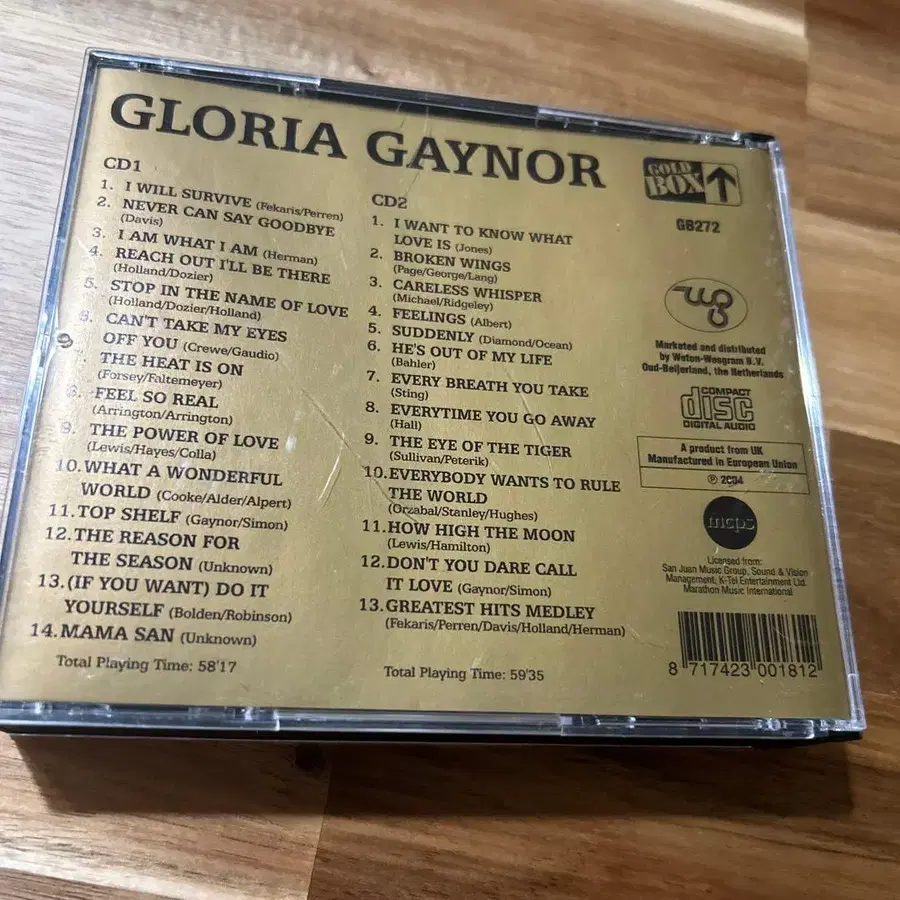 GLORIA GAYNOR
CD1
1. I WILL SURVIVE (Fekaris/Perren)
2. NEVER CAN SAY GOODBYE
(Davis)
3. I AM WHAT I AM (Herman)
4. REACH OUT I'LL BE THERE
(Holland/Dozier)
5. STOP IN THE NAME OF LOVE
(Holland/Dozier/Holland)
6. CAN'T TAKE MY EYES
OFF YOU (Crewe/Gaudio)
THE HEAT IS ON
(Forsey/Faltemeyer)
8. FEEL SO REAL
(Arrington/Arrington)
9. THE POWER OF LOVE
(Lewis/Hayes/Colla)
10. WHAT A WONDERFUL
WORLD (Cooke/Alder/Alpert)
11. TOP SHELF (Gaynor/Simon)
12. THE REASON FOR
THE SEASON (Unknown)
13. (IF YOU WANT) DO IT
YOURSELF (Bolden/Robinson)
14. MAMA SAN (Unknown)
Total Playing Time: 58'17
CD2
1. I WANT TO KNOW WHAT
LOVE IS (Jones)
2. BROKEN WINGS
(Page/George/Lang)
3. CARELESS WHISPER
(Michael/Ridgeley)
4. FEELINGS (Albert)
5. SUDDENLY (Diamond/Ocean)
6. HE'S OUT OF MY LIFE
(Bahler)
7. EVERY BREATH YOU TAKE
(Sting)
8. EVERYTIME YOU GO AWAY
(Hall)
9. THE EYE OF THE TIGER
(Sullivan/Peterik)
10. EVERYBODY WANTS TO RULE
THE WORLD
(Orzabal/Stanley/Hughes)
11. HOW HIGH THE MOON
(Lewis/Hamilton)
12. DON'T YOU DARE CALL
IT LOVE (Gaynor/Simon)
13. GREATEST HITS MEDLEY
(Fekaris/Perren/Davis/Holland/Herman)
Total Playing Time: 59'35
GOLD
BOX
GB272
Marketed and distributed
by Weton-Wesgram B.V.
Oud-Beijerland, the Netherlands
COMPACT
disc
DIGITAL AUDIO
A product from UK
Manufactured in European Union
℗ 2004
mcps
Licensed from:
San Juan Music Group, Sound & Vision
Management, K-Tel Entertainment Ltd.
Marathon Music International
8 717423 001812